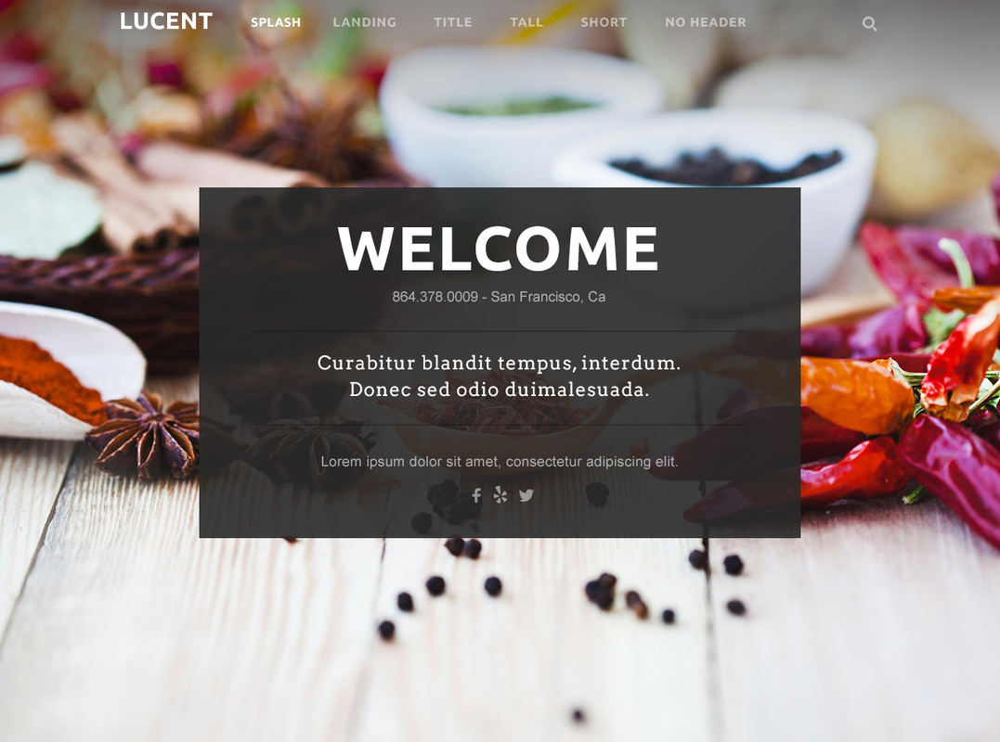 LUCENT SPLASH LANDING TITLE TALL SHORT NO HEADER
WELCOME
864.378.0009 - San Francisco, Ca
Curabitur blandit tempus, interdum.
Donec sed odio duimalesuada.
Lorem ipsum dolor sit amet, consectetur adipiscing elit.